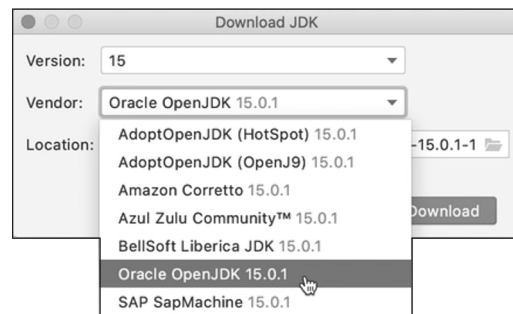 Download JDK
Version: 15
Vendor: Oracle OpenJDK 15.0.1
Location: -15.0.1-1
AdoptOpenJDK (HotSpot) 15.0.1
AdoptOpenJDK (OpenJ9) 15.0.1
Amazon Corretto 15.0.1
Azul Zulu Community™ 15.0.1
Download
BellSoft Liberica JDK 15.0.1
Oracle OpenJDK 15.0.1
SAP SapMachine 15.0.1